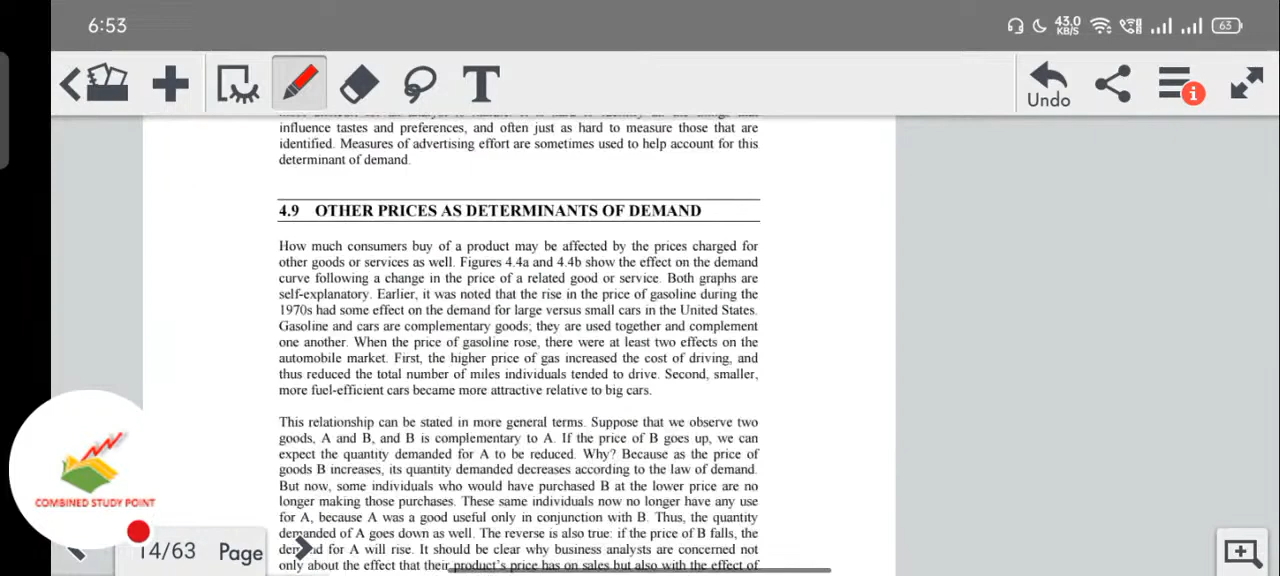 6:53
43.0
KB/S
63
T
Undo
influence tastes and preferences, and often just as hard to measure those that are
identified. Measures of advertising effort are sometimes used to help account for this
determinant of demand.
4.9 OTHER PRICES AS DETERMINANTS OF DEMAND
How much consumers buy of a product may be affected by the prices charged for
other goods or services as well. Figures 4.4a and 4.4b show the effect on the demand
curve following a change in the price of a related good or service. Both graphs are
self-explanatory. Earlier, it was noted that the rise in the price of gasoline during the
1970s had some effect on the demand for large versus small cars in the United States.
Gasoline and cars are complementary goods; they are used together and complement
one another. When the price of gasoline rose, there were at least two effects on the
automobile market. First, the higher price of gas increased the cost of driving, and
thus reduced the total number of miles individuals tended to drive. Second, smaller,
more fuel-efficient cars became more attractive relative to big cars.
This relationship can be stated in more general terms. Suppose that we observe two
goods, A and B, and B is complementary to A. If the price of B goes up, we can
expect the quantity demanded for A to be reduced. Why? Because as the price of
goods B increases, its quantity demanded decreases according to the law of demand.
But now, some individuals who would have purchased B at the lower price are no
longer making those purchases. These same individuals now no longer have any use
for A, because A was a good useful only in conjunction with B. Thus, the quantity
demanded of A goes down as well. The reverse is also true: if the price of B falls, the
demand for A will rise. It should be clear why business analysts are concerned not
only about the effect that their product's price has on sales but also with the effect of
COMBINED STUDY POINT
14/63 Page